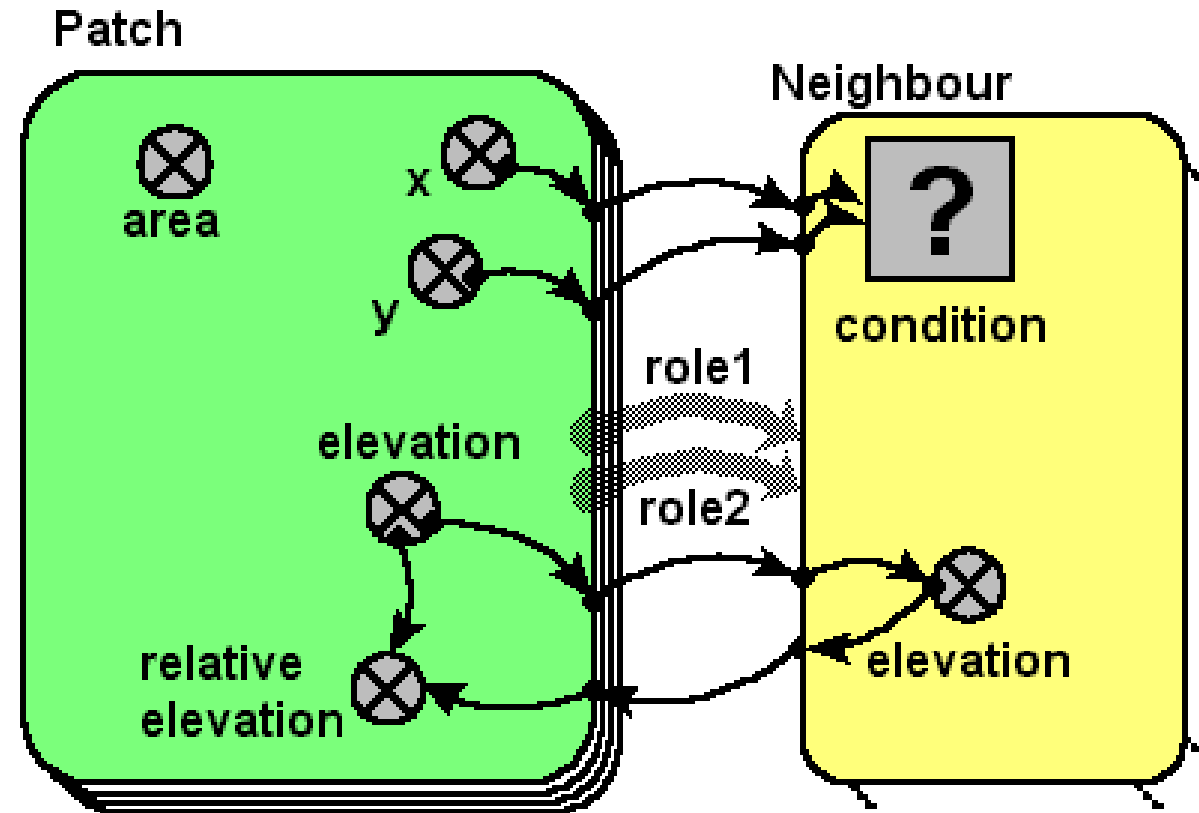 Patch
Neighbour
x
area
y
?
condition
role1
elevation
role2
relative
elevation
elevation